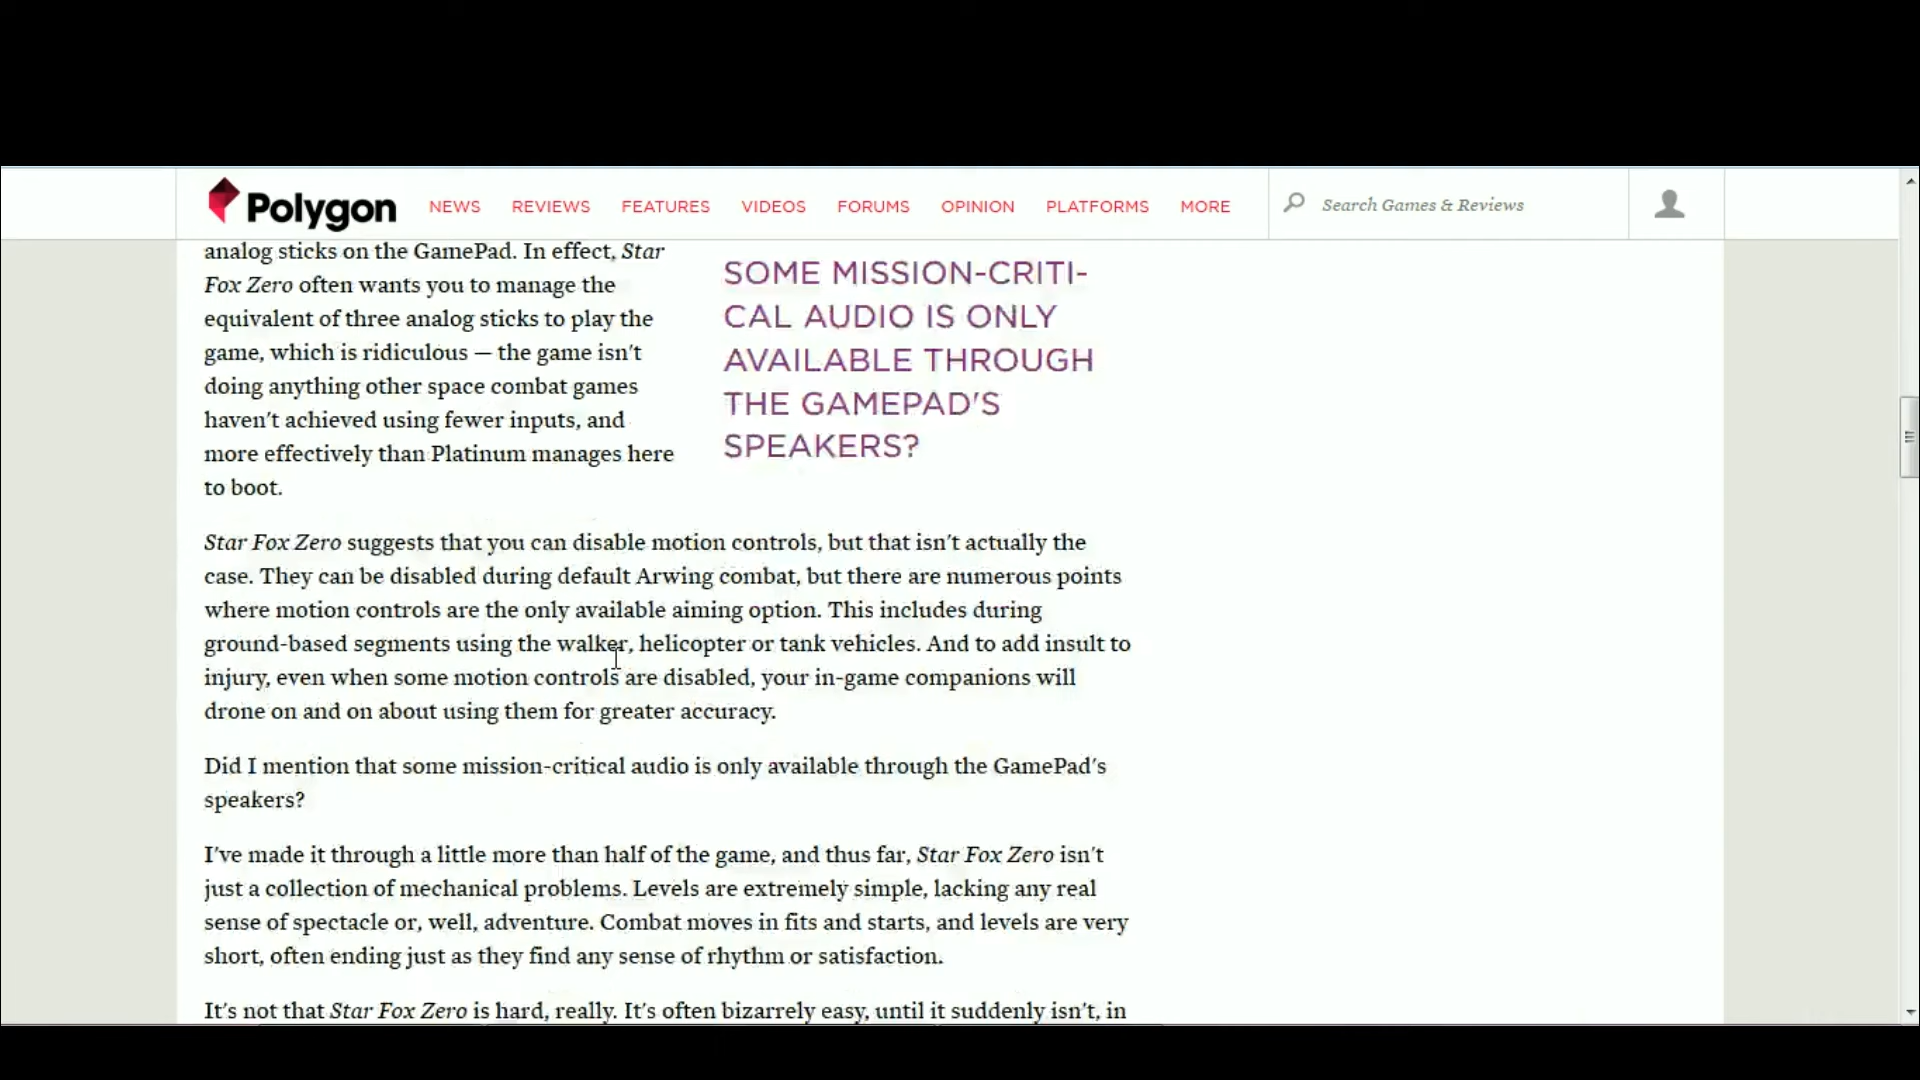 Polygon
NEWS
REVIEWS
FEATURES
VIDEOS
FORUMS
OPINION
PLATFORMS
MORE
Search Games & Reviews
analog sticks on the GamePad. In effect, Star
Fox Zero often wants you to manage the
equivalent of three analog sticks to play the
game, which is ridiculous — the game isn't
doing anything other space combat games
haven't achieved using fewer inputs, and
more effectively than Platinum manages here
to boot.
SOME MISSION-CRITI-
CAL AUDIO IS ONLY
AVAILABLE THROUGH
THE GAMEPAD'S
SPEAKERS?
Star Fox Zero suggests that you can disable motion controls, but that isn't actually the
case. They can be disabled during default Arwing combat, but there are numerous points
where motion controls are the only available aiming option. This includes during
ground-based segments using the walker, helicopter or tank vehicles. And to add insult to
injury, even when some motion controls are disabled, your in-game companions will
drone on and on about using them for greater accuracy.
Did I mention that some mission-critical audio is only available through the GamePad's
speakers?
I've made it through a little more than half of the game, and thus far, Star Fox Zero isn't
just a collection of mechanical problems. Levels are extremely simple, lacking any real
sense of spectacle or, well, adventure. Combat moves in fits and starts, and levels are very
short, often ending just as they find any sense of rhythm or satisfaction.
It's not that Star Fox Zero is hard, really. It's often bizarrely easy, until it suddenly isn't, in